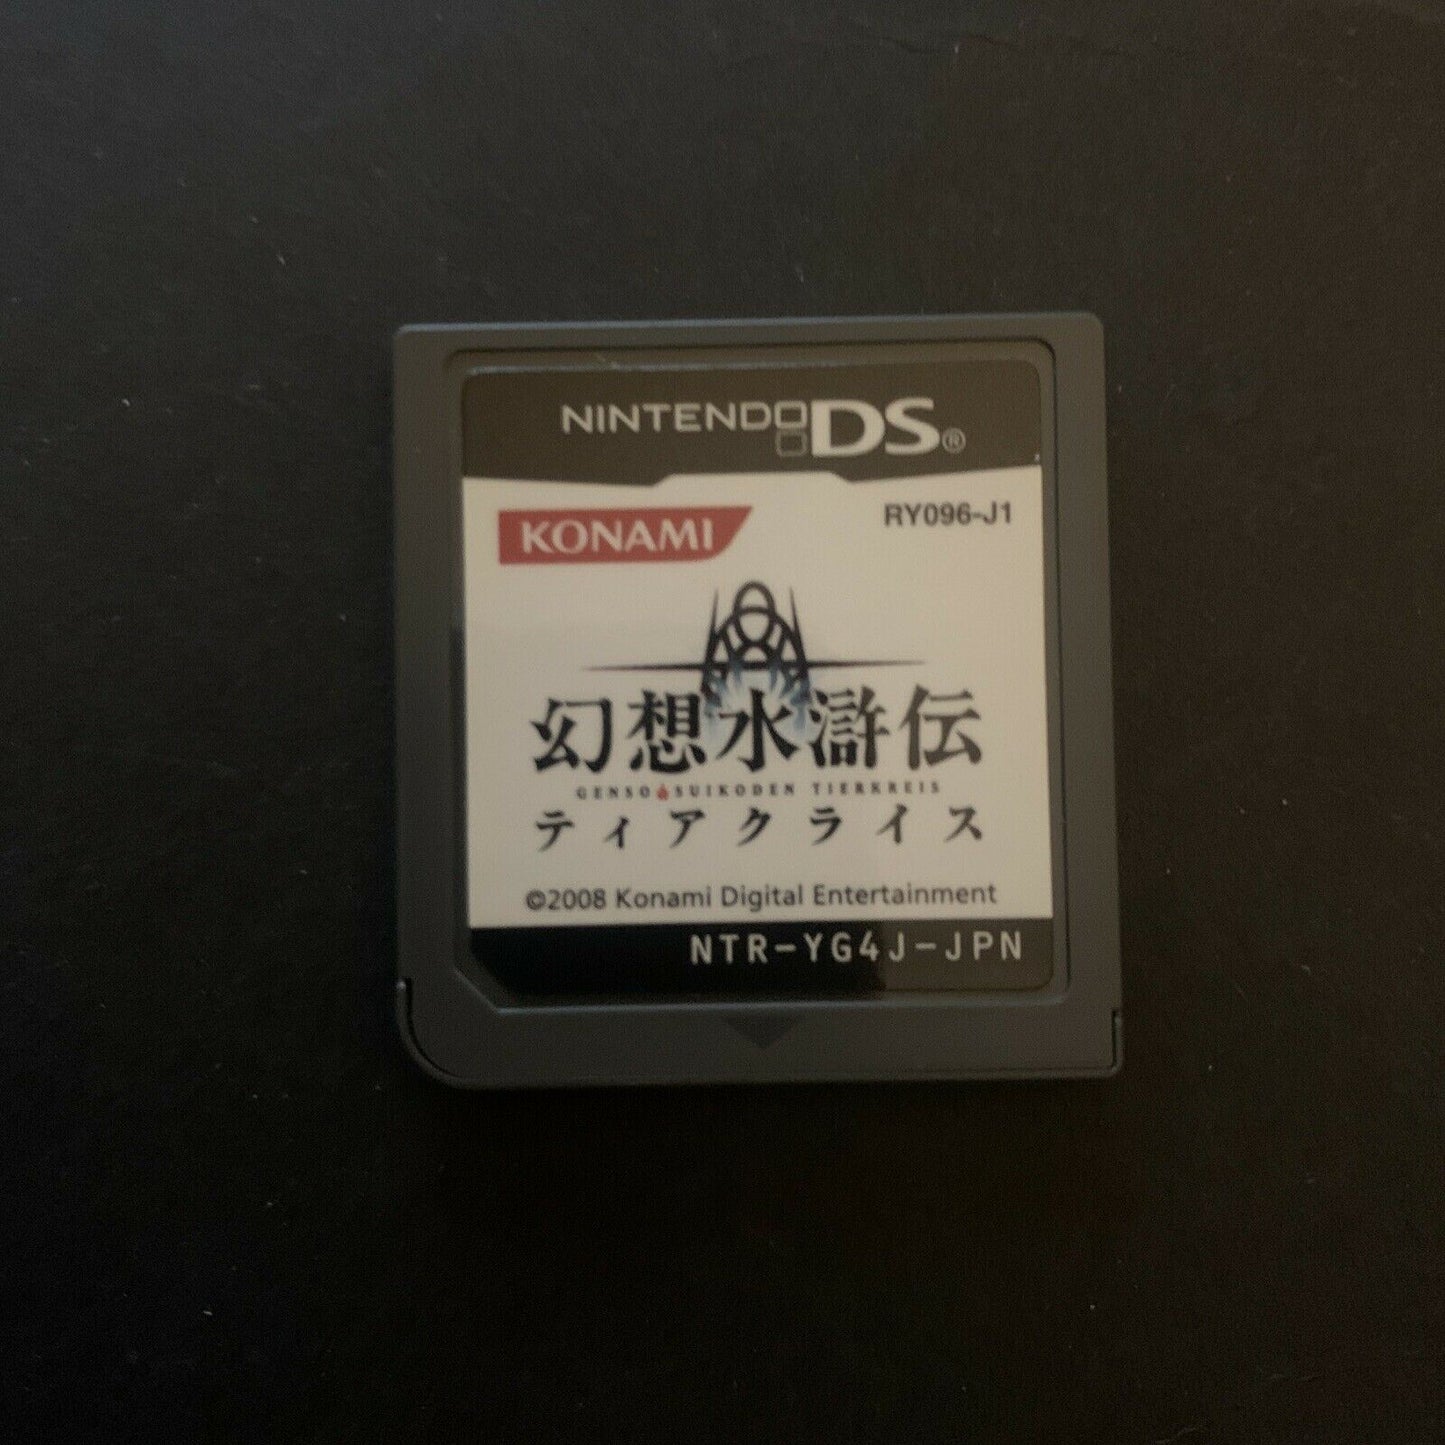 NINTENDO DS®
KONAMI
RY096-J1
幻想水滸伝
GENSO SUIKODEN TIERKREIS
ティアクライス
©2008 Konami Digital Entertainment
NTR-YG4J-JPN